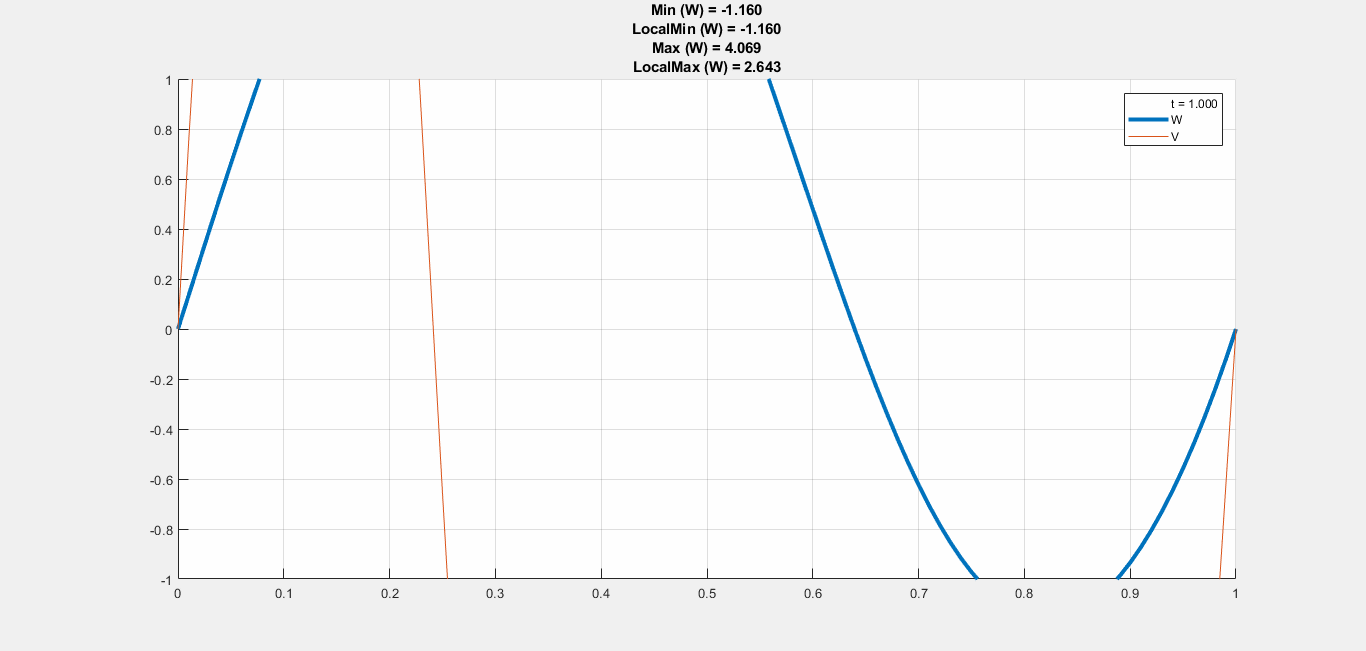 Min (W) = -1.160
LocalMin (W) = -1.160
Max (W) = 4.069
LocalMax (W) = 2.643
1
0.8
0.6
0.4
0.2
0
-0.2
-0.4
-0.6
-0.8
-1
t = 1.000
W
V
0 0.1 0.2 0.3 0.4 0.5 0.6 0.7 0.8 0.9 1